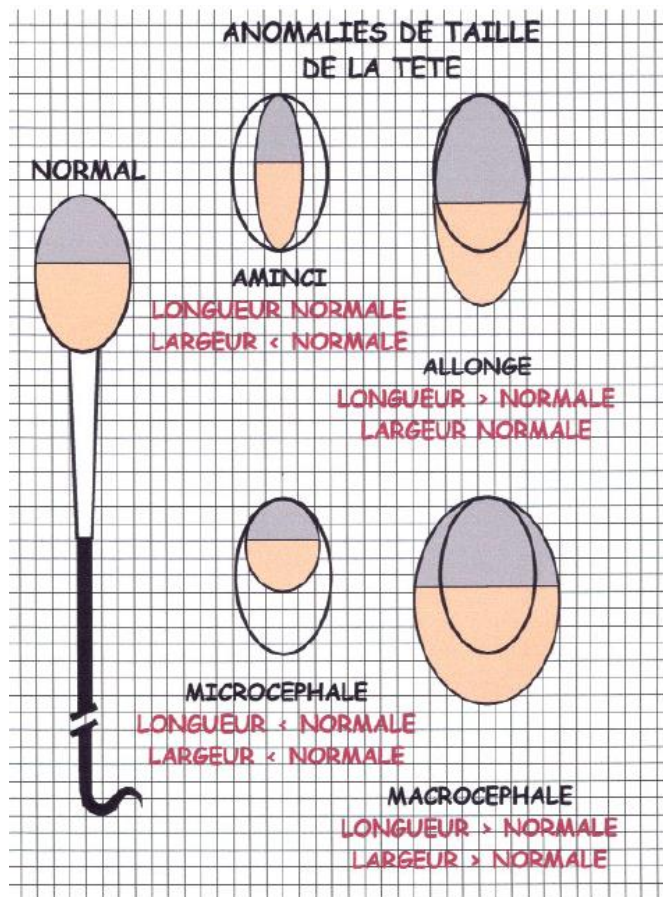 ANOMALIES DE TAILLE
DE LA TETE
NORMAL
AMINCI
LONGUEUR NORMALE
LARGEUR < NORMALE
ALLONGE
LONGUEUR > NORMALE
LARGEUR NORMALE
MICROCEPHALE
LONGUEUR < NORMALE
LARGEUR < NORMALE
MACROCEPHALE
LONGUEUR > NORMALE
LARGEUR > NORMALE